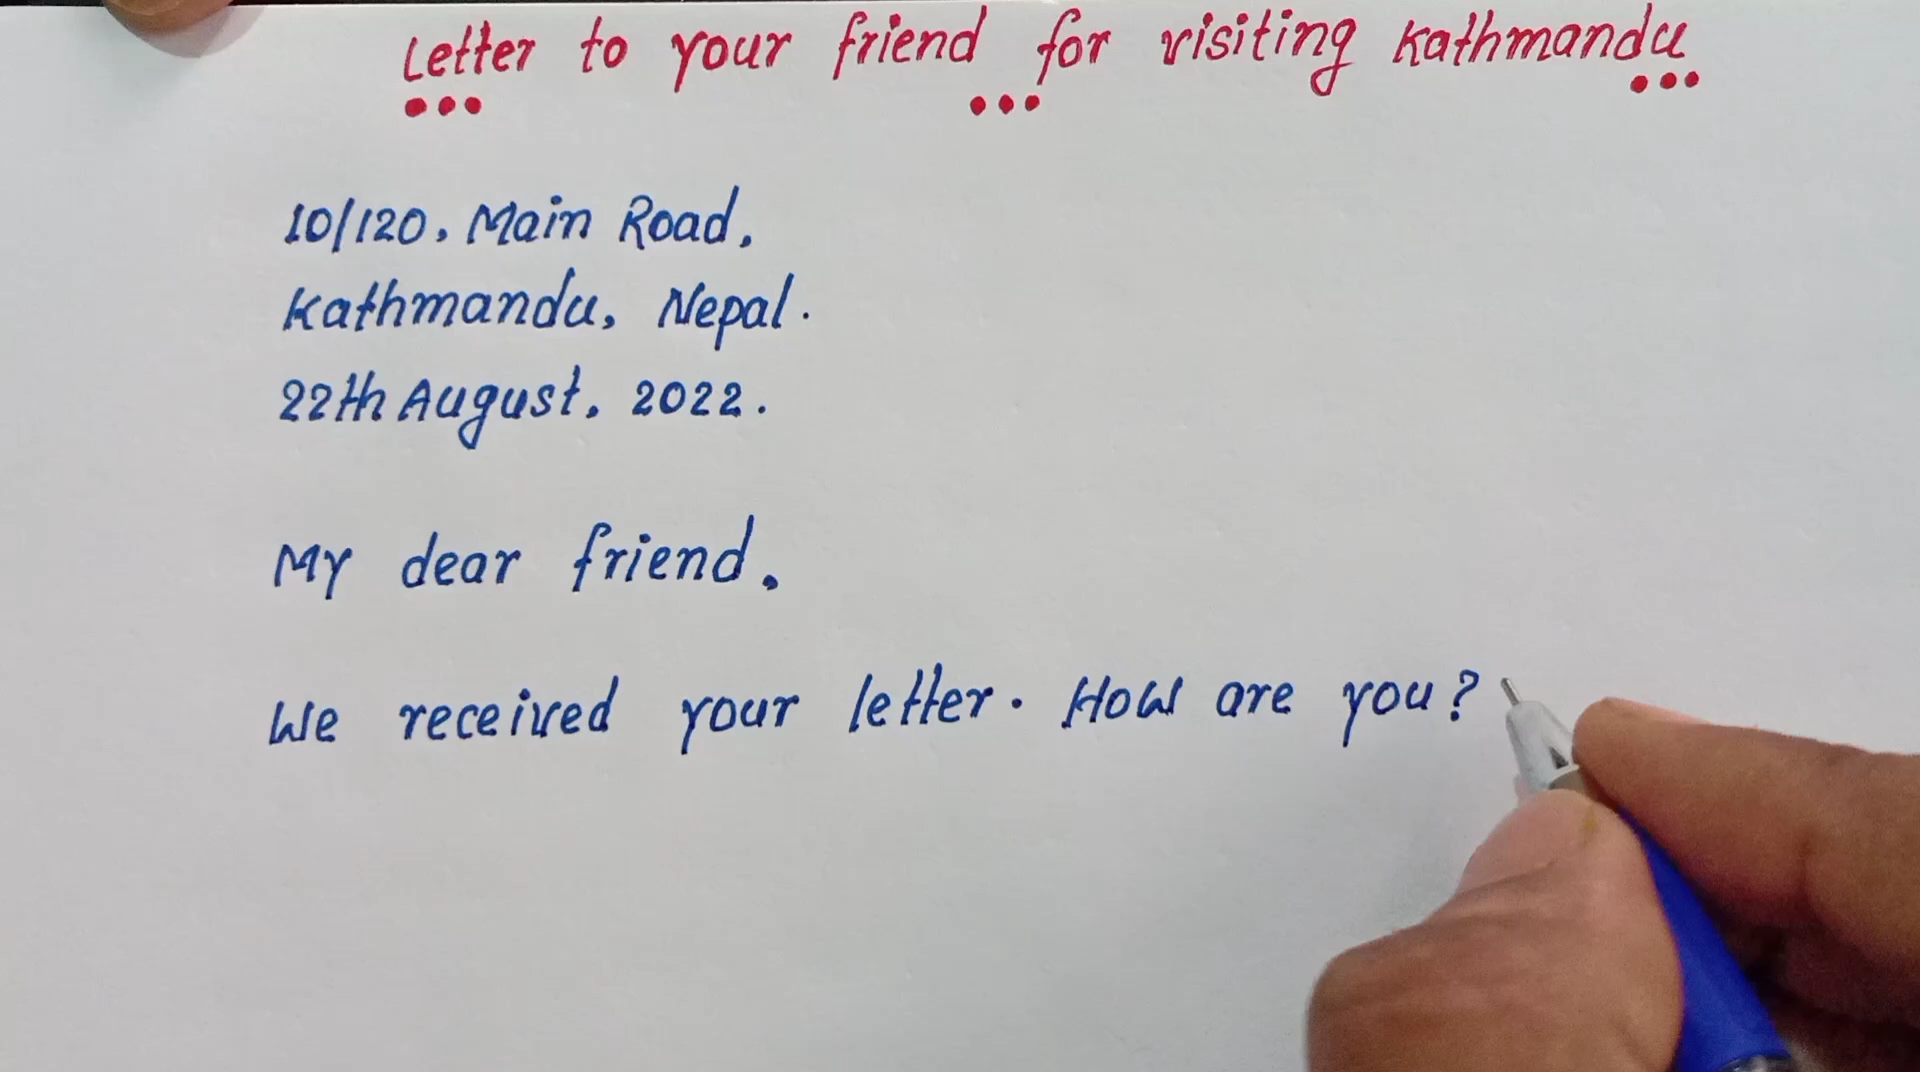 Letter to your friend for visiting Kathmandu
10/120, Main Road,
Kathmandu, Nepal.
22th August, 2022.
My dear friend,
We received your letter. How are you?